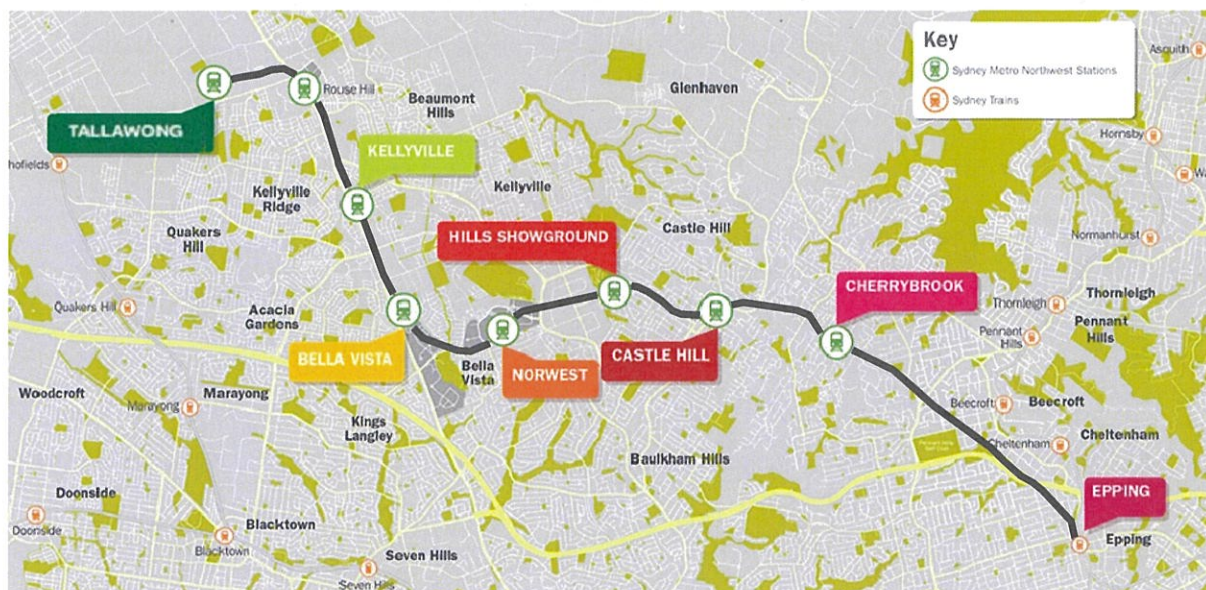 Key
Sydney Metro Northwest Stations
Sydney Trains
Asquith
Glenhaven
Rouse Hill
Beaumont
Hills
TALLAWONG
Hornsby
KELLYVILLE
hofields
Wa
Kellyville
Ridge
Kellyville
Quakers
Hill
HILLS SHOWGROUND
Castle Hill
Normanhurst
CHERRYBROOK
Quakers Hill
Acacia
Gardens
Thornleigh
Thornleigh
Pennant
Hills
Pennant
Hills
BELLA VISTA
Bella
Vista
NORWEST
CASTLE HILL
Woodcroft
Marayong
Marayong
Kings
Langley
Beecroft
Beecroft
Cheltenham
Cheltenham
Baulkham Hills
Doonside
Doonside
EPPING
Epping
Blacktown
Blacktown
Seven Hills
Seven Hills